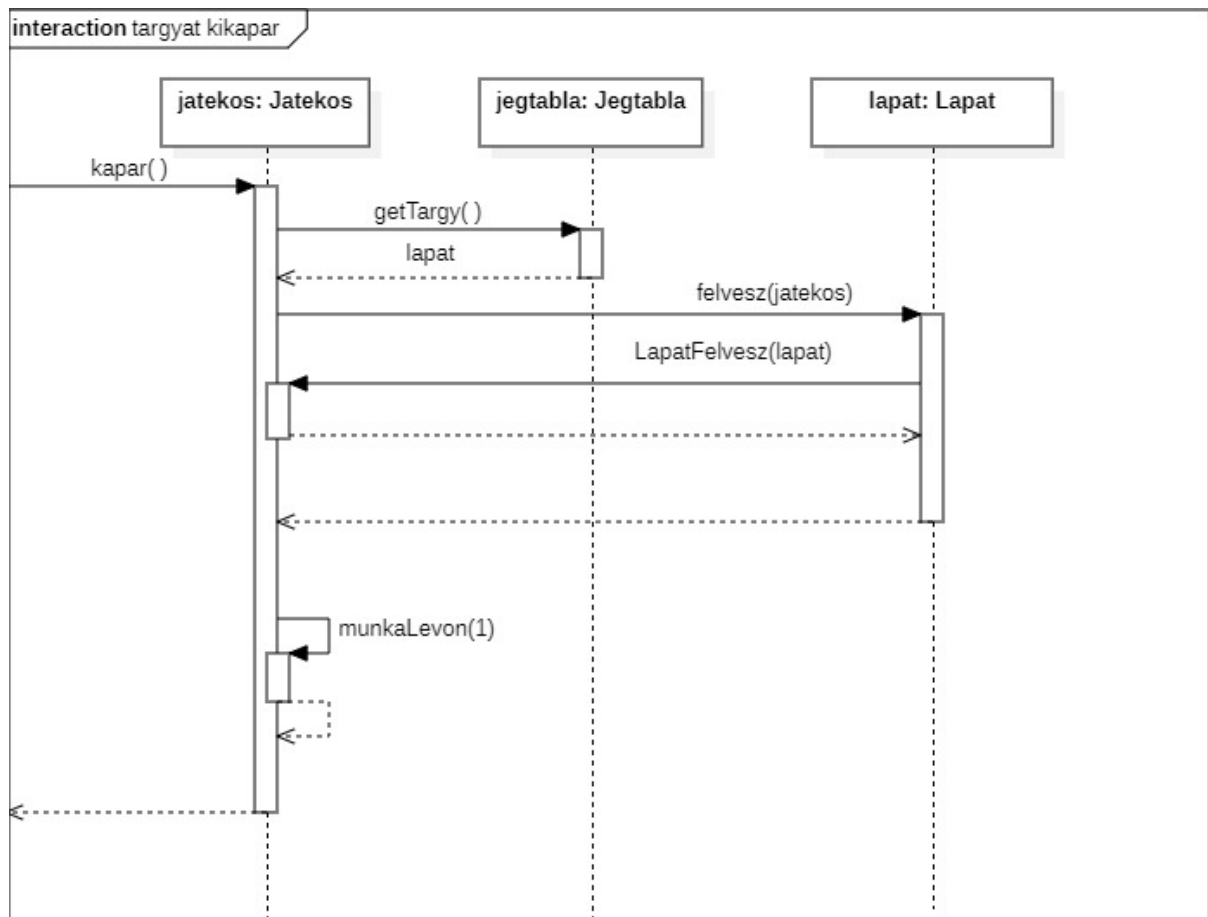 interaction targyat kikapar
jatekos: Jatekos
jegtabla: Jegtabla
lapat: Lapat
kapar( )
getTargy( )
lapat
felvesz(jatekos)
LapatFelvesz(lapat)
munkaLevon(1)